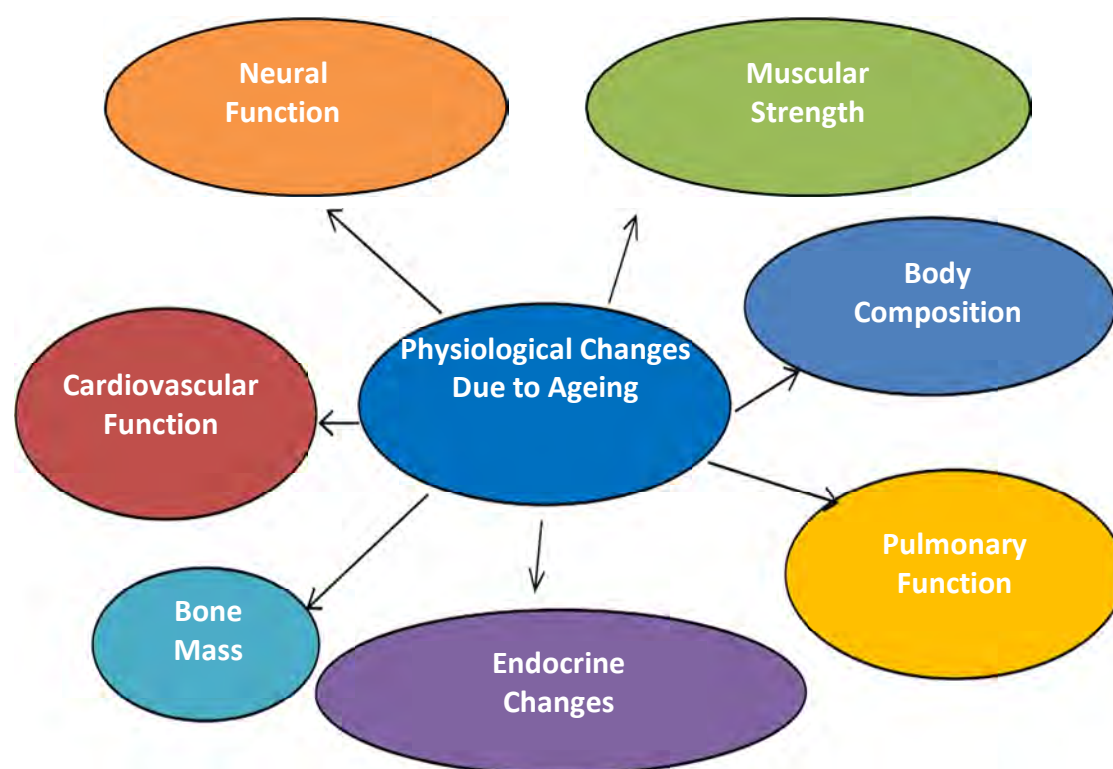 Neural
Function
Muscular
Strength
Body
Composition
Physiological Changes
Due to Ageing
Cardiovascular
Function
Pulmonary
Function
Bone
Mass
Endocrine
Changes